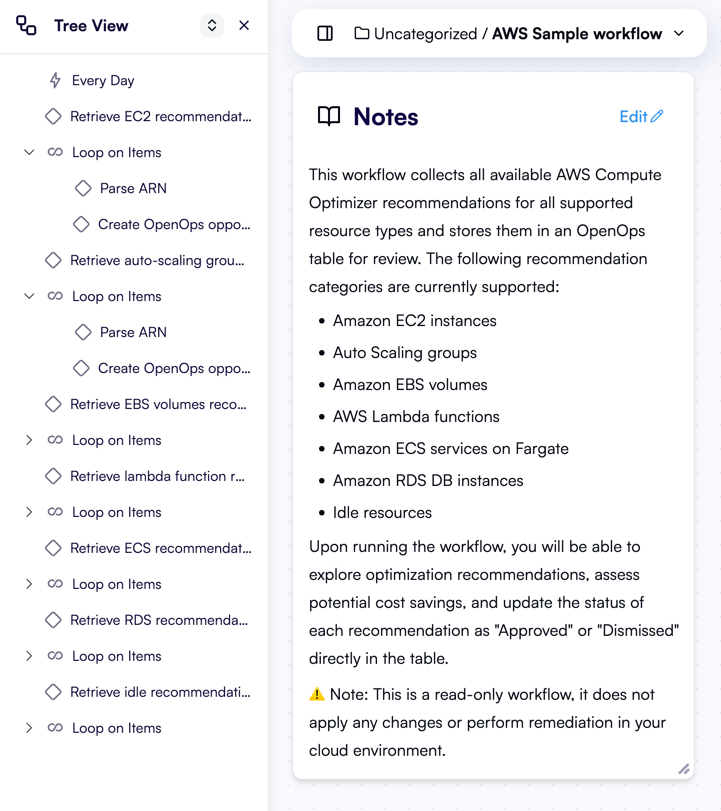 Tree View
Every Day
Retrieve EC2 recommendat...
Loop on Items
Parse ARN
Create OpenOps oppo...
Retrieve auto-scaling grou...
Loop on Items
Parse ARN
Create OpenOps oppo...
Retrieve EBS volumes reco...
Loop on Items
Retrieve lambda function r...
Loop on Items
Retrieve ECS recommendat...
Loop on Items
Retrieve RDS recommenda...
Loop on Items
Retrieve idle recommendati...
Loop on Items
Uncategorized / AWS Sample workflow
Notes
Edit
This workflow collects all available AWS Compute
Optimizer recommendations for all supported
resource types and stores them in an OpenOps
table for review. The following recommendation
categories are currently supported:
• Amazon EC2 instances
• Auto Scaling groups
• Amazon EBS volumes
• AWS Lambda functions
• Amazon ECS services on Fargate
• Amazon RDS DB instances
• Idle resources
Upon running the workflow, you will be able to
explore optimization recommendations, assess
potential cost savings, and update the status of
each recommendation as "Approved" or "Dismissed"
directly in the table.
⚠️ Note: This is a read-only workflow, it does not
apply any changes or perform remediation in your
cloud environment.